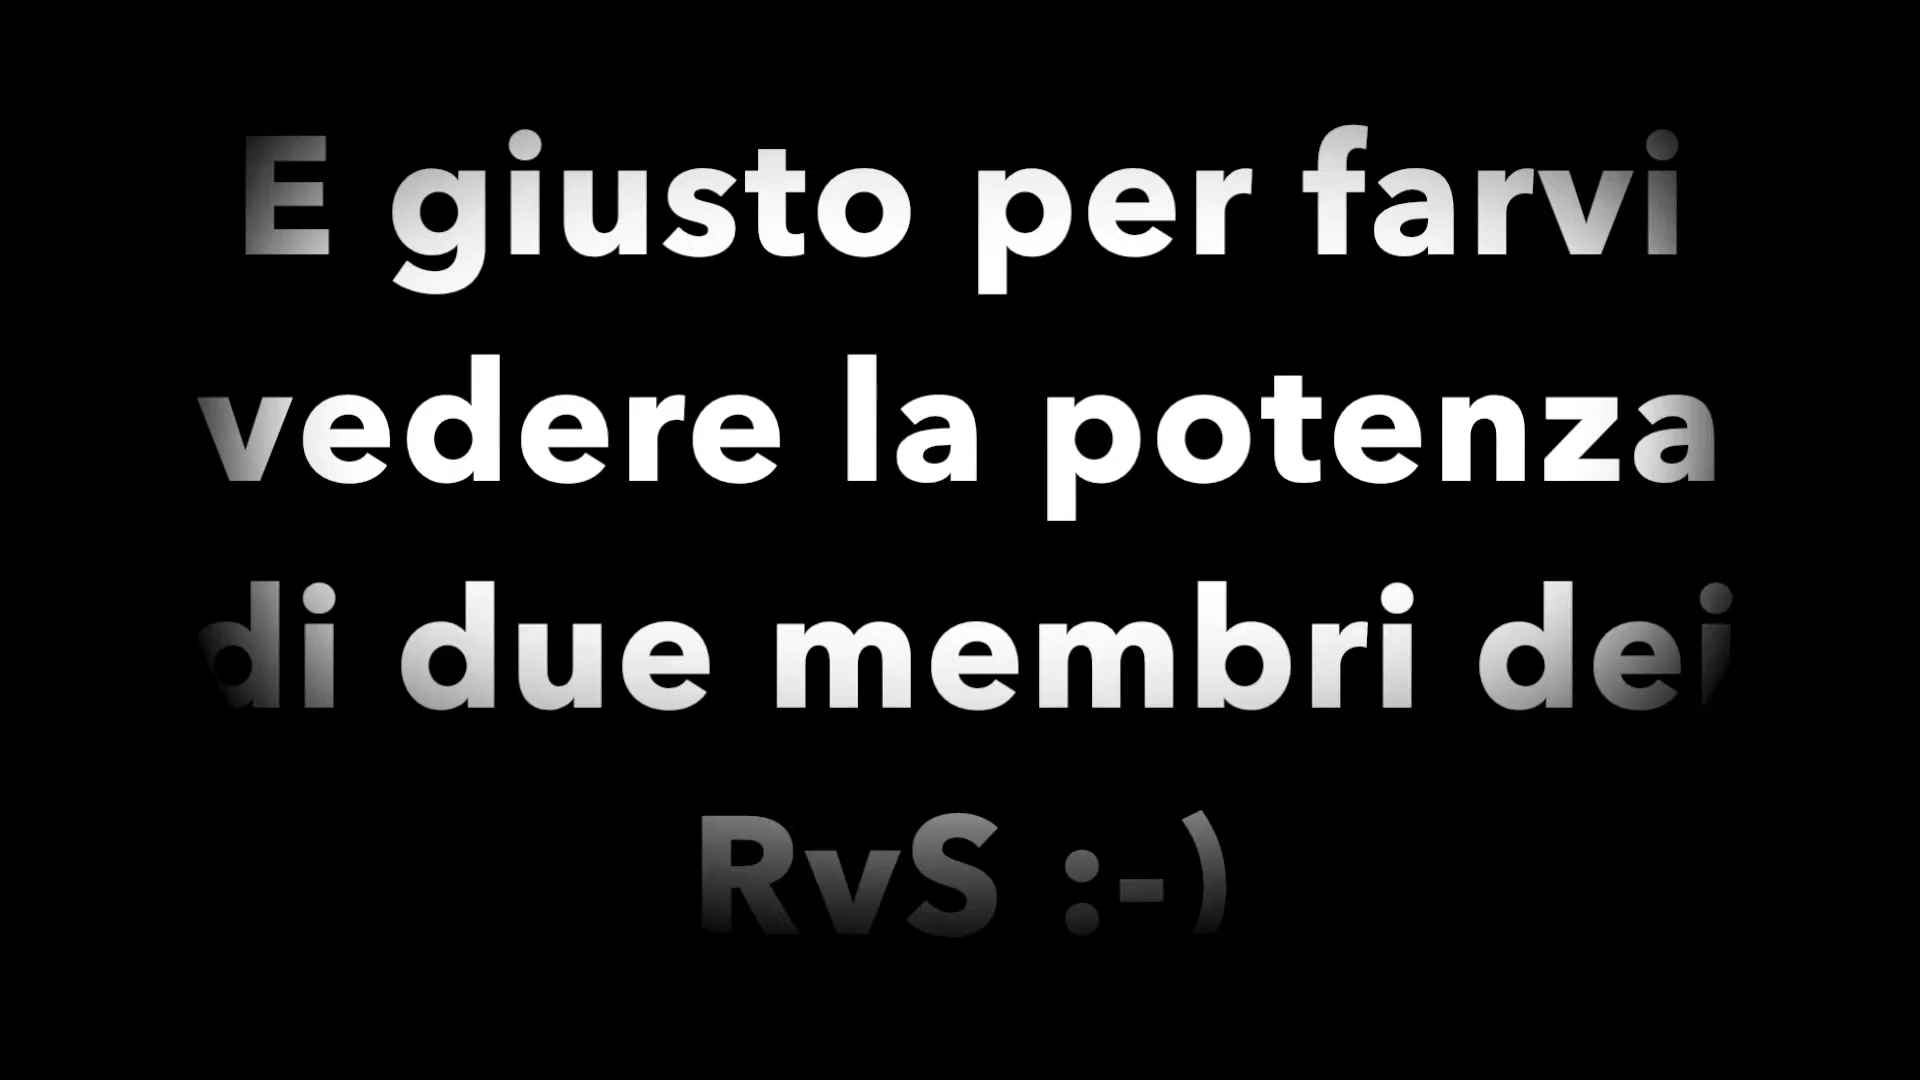 E giusto per farvi
vedere la potenza
di due membri dei
RvS :-)